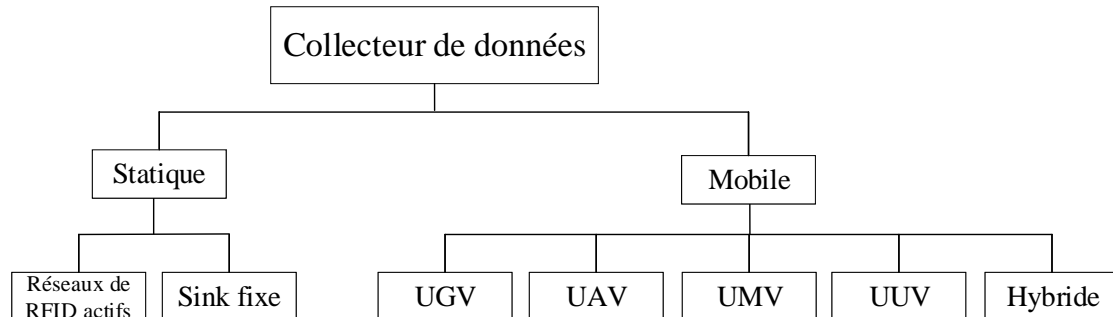 Collecteur de données
Statique
Mobile
Réseaux de
RFID actifs
Sink fixe
UGV
UAV
UMV
UUV
Hybride